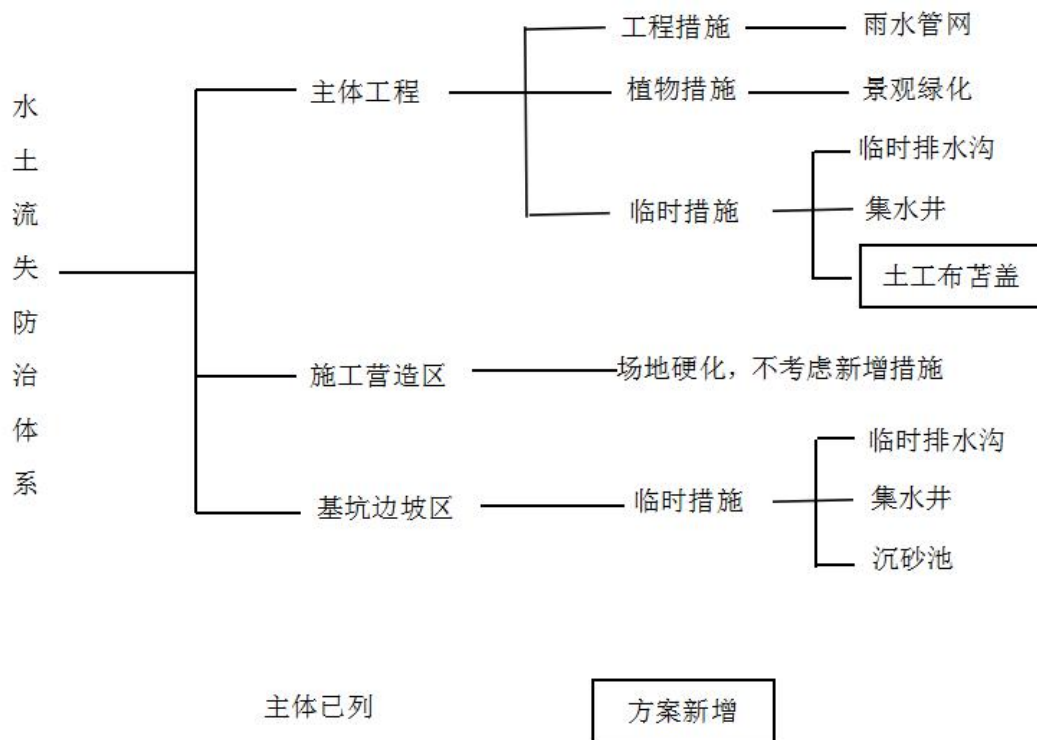 水土流失防治体系
主体工程
工程措施
雨水管网
植物措施
景观绿化
临时措施
临时排水沟
集水井
土工布苫盖
施工营造区
场地硬化，不考虑新增措施
基坑边坡区
临时措施
临时排水沟
集水井
沉砂池
主体已列
方案新增